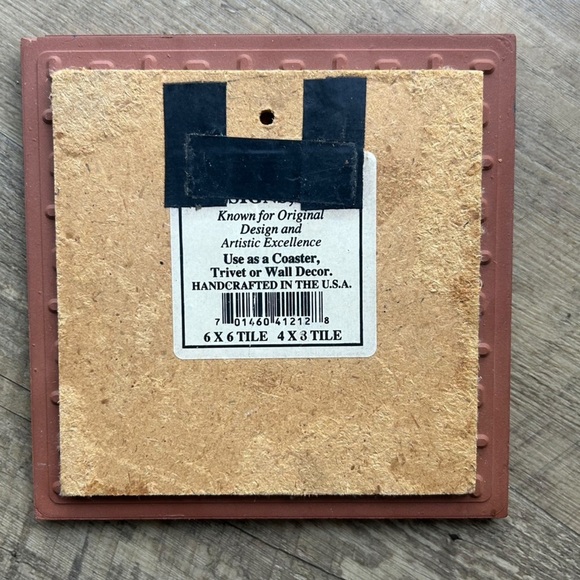 Known for Original
Design and
Artistic Excellence
Use as a Coaster,
Trivet or Wall Decor.
HANDCRAFTED IN THE U.S.A.
7 01460 41212 8
6 X 6 TILE 4 X 8 TILE